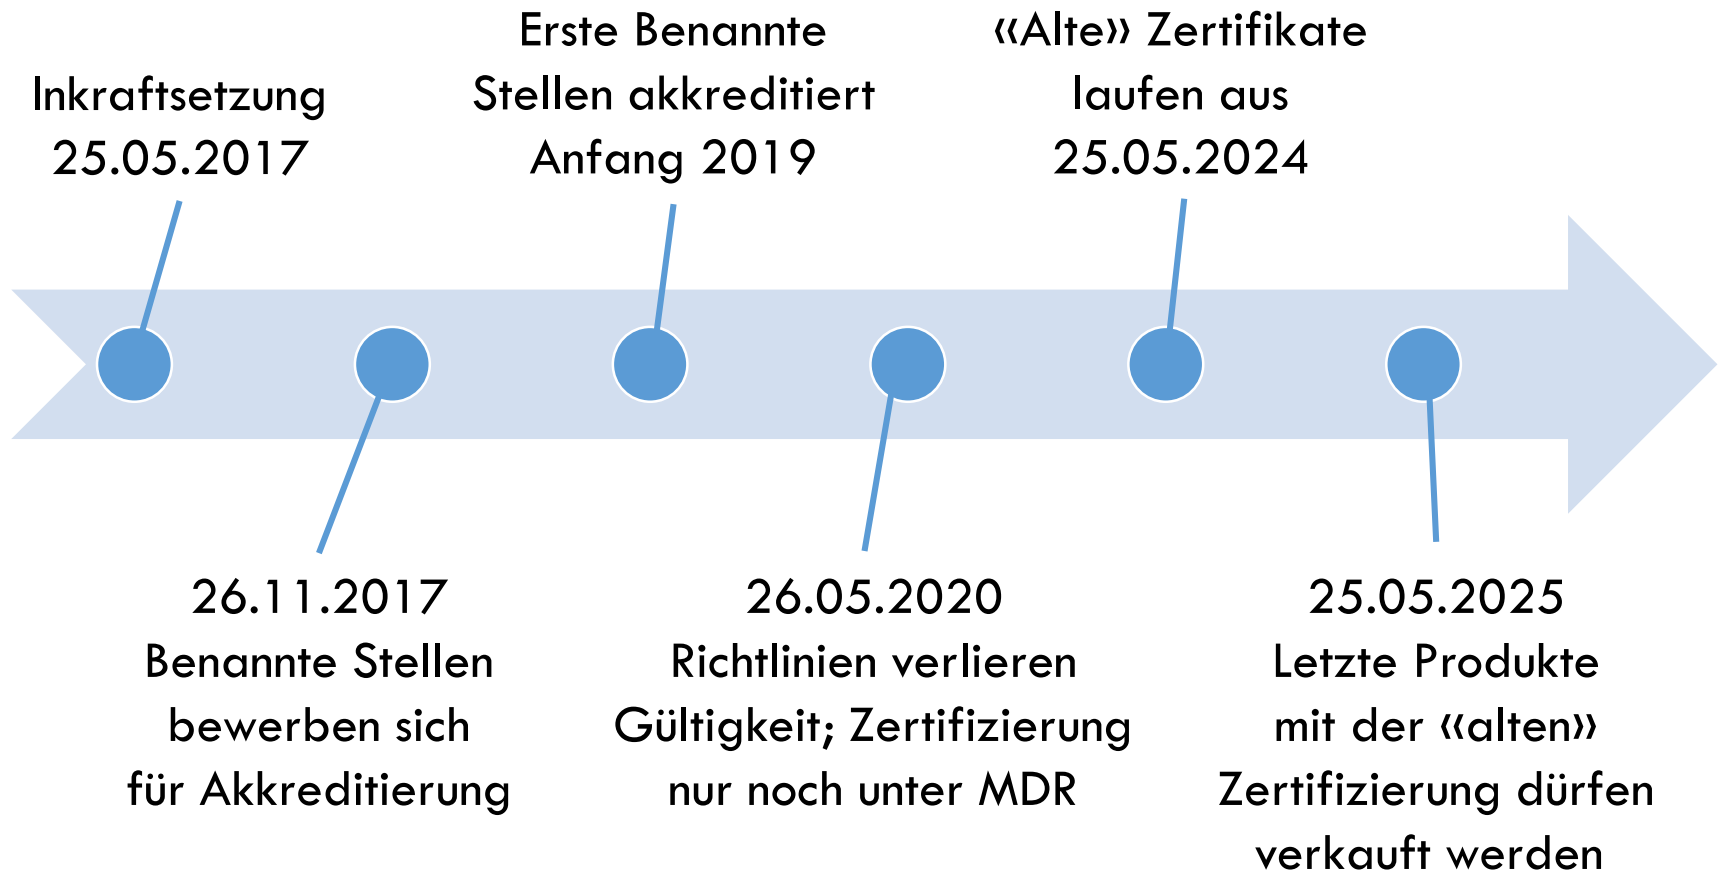 Inkraftsetzung
25.05.2017
Erste Benannte
Stellen akkreditiert
Anfang 2019
«Alte» Zertifikate
laufen aus
25.05.2024
26.11.2017
Benannte Stellen
bewerben sich
für Akkreditierung
26.05.2020
Richtlinien verlieren
Gültigkeit; Zertifizierung
nur noch unter MDR
25.05.2025
Letzte Produkte
mit der «alten»
Zertifizierung dürfen
verkauft werden